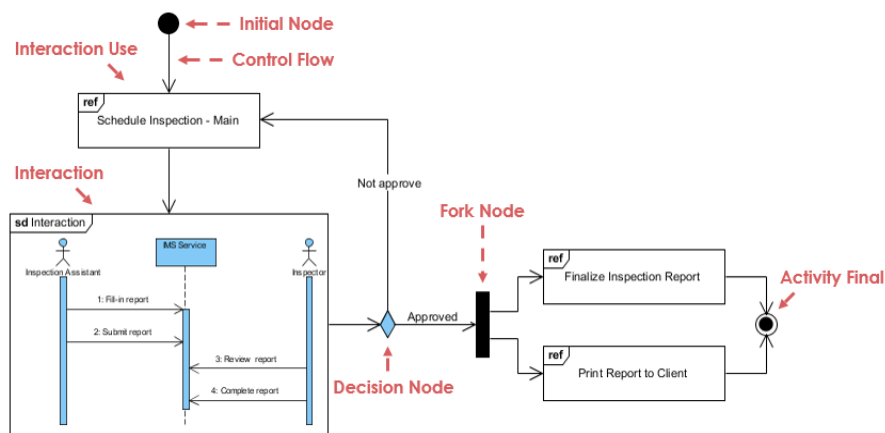 Initial Node
Interaction Use
Control Flow
ref
Schedule Inspection - Main
Interaction
Not approve
sd Interaction
Fork Node
IMS Service
ref
Finalize Inspection Report
Activity Final
Inspection Assistant
Inspector
1: Fill-in report
Approved
2: Submit report
ref
3: Review report
Print Report to Client
Decision Node
4: Complete report